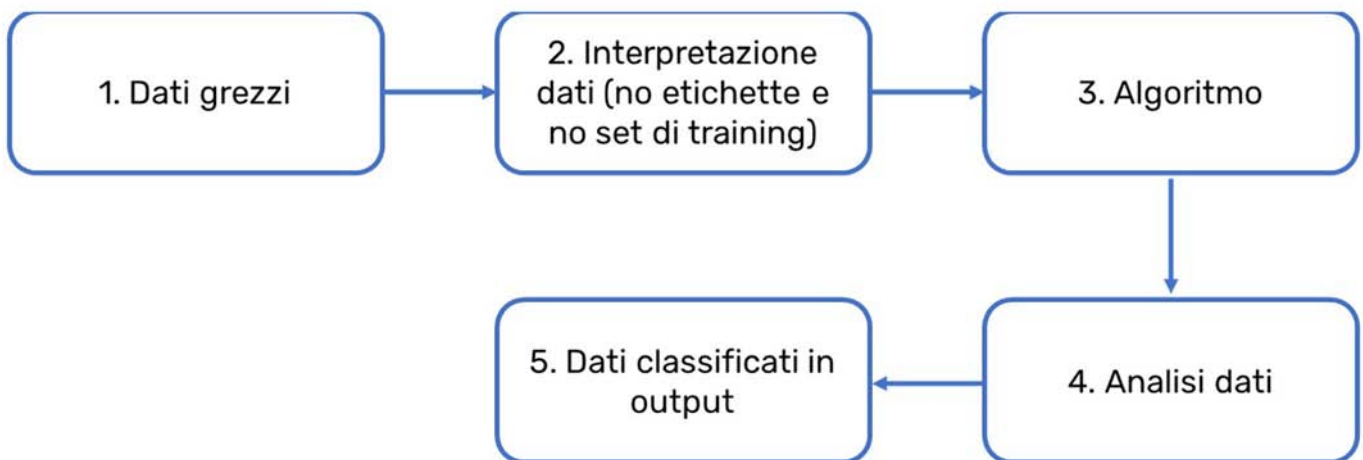 1. Dati grezzi
2. Interpretazione
dati (no etichette e
no set di training)
3. Algoritmo
4. Analisi dati
5. Dati classificati in
output